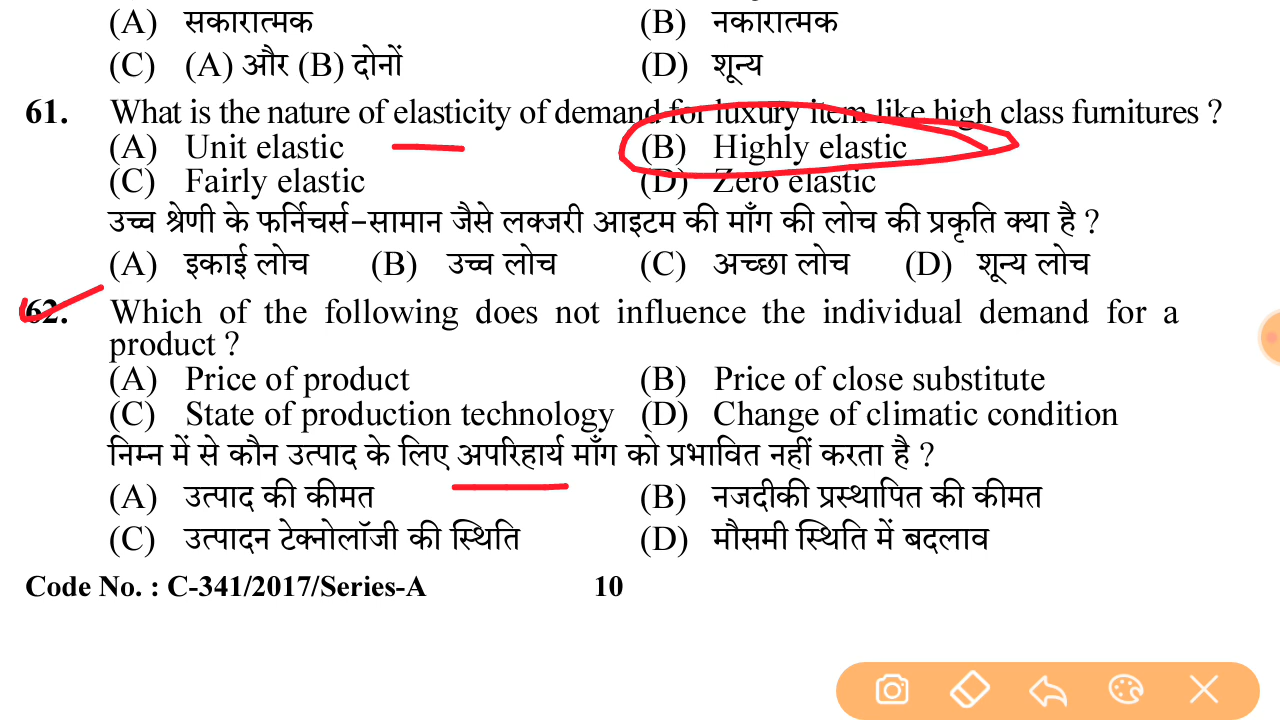 (A) सकारात्मक (B) नकारात्मक
(C) (A) और (B) दोनों (D) शून्य
61. What is the nature of elasticity of demand for luxury item like high class furnitures ?
(A) Unit elastic (B) Highly elastic
(C) Fairly elastic (D) Zero elastic
उच्च श्रेणी के फर्निचर्स-सामान जैसे लक्जरी आइटम की माँग की लोच की प्रकृति क्या है ?
(A) इकाई लोच (B) उच्च लोच (C) अच्छा लोच (D) शून्य लोच
62. Which of the following does not influence the individual demand for a
product ?
(A) Price of product (B) Price of close substitute
(C) State of production technology (D) Change of climatic condition
निम्न में से कौन उत्पाद के लिए अपरिहार्य माँग को प्रभावित नहीं करता है ?
(A) उत्पाद की कीमत (B) नजदीकी प्रस्थापित की कीमत
(C) उत्पादन टेक्नोलॉजी की स्थिति (D) मौसमी स्थिति में बदलाव
Code No. : C-341/2017/Series-A 10